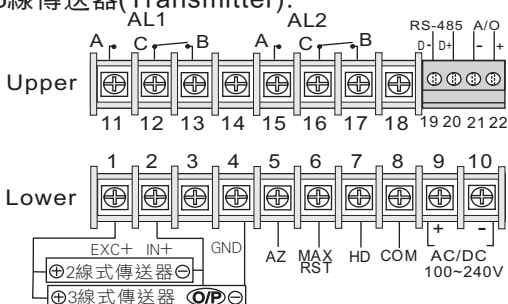 線傳送器(Transmitter):
AL1 AL2 RS-485 A/O
A C B A C B D- D+ - +
Upper
11 12 13 14 15 16 17 18 19 20 21 22
1 2 3 4 5 6 7 8 9 10
Lower
+ -
EXC+ IN+ GND AZ MAX RST HD COM AC/DC
100~240V
⊕2線式傳送器⊖
⊕3線式傳送器 O/P ⊖